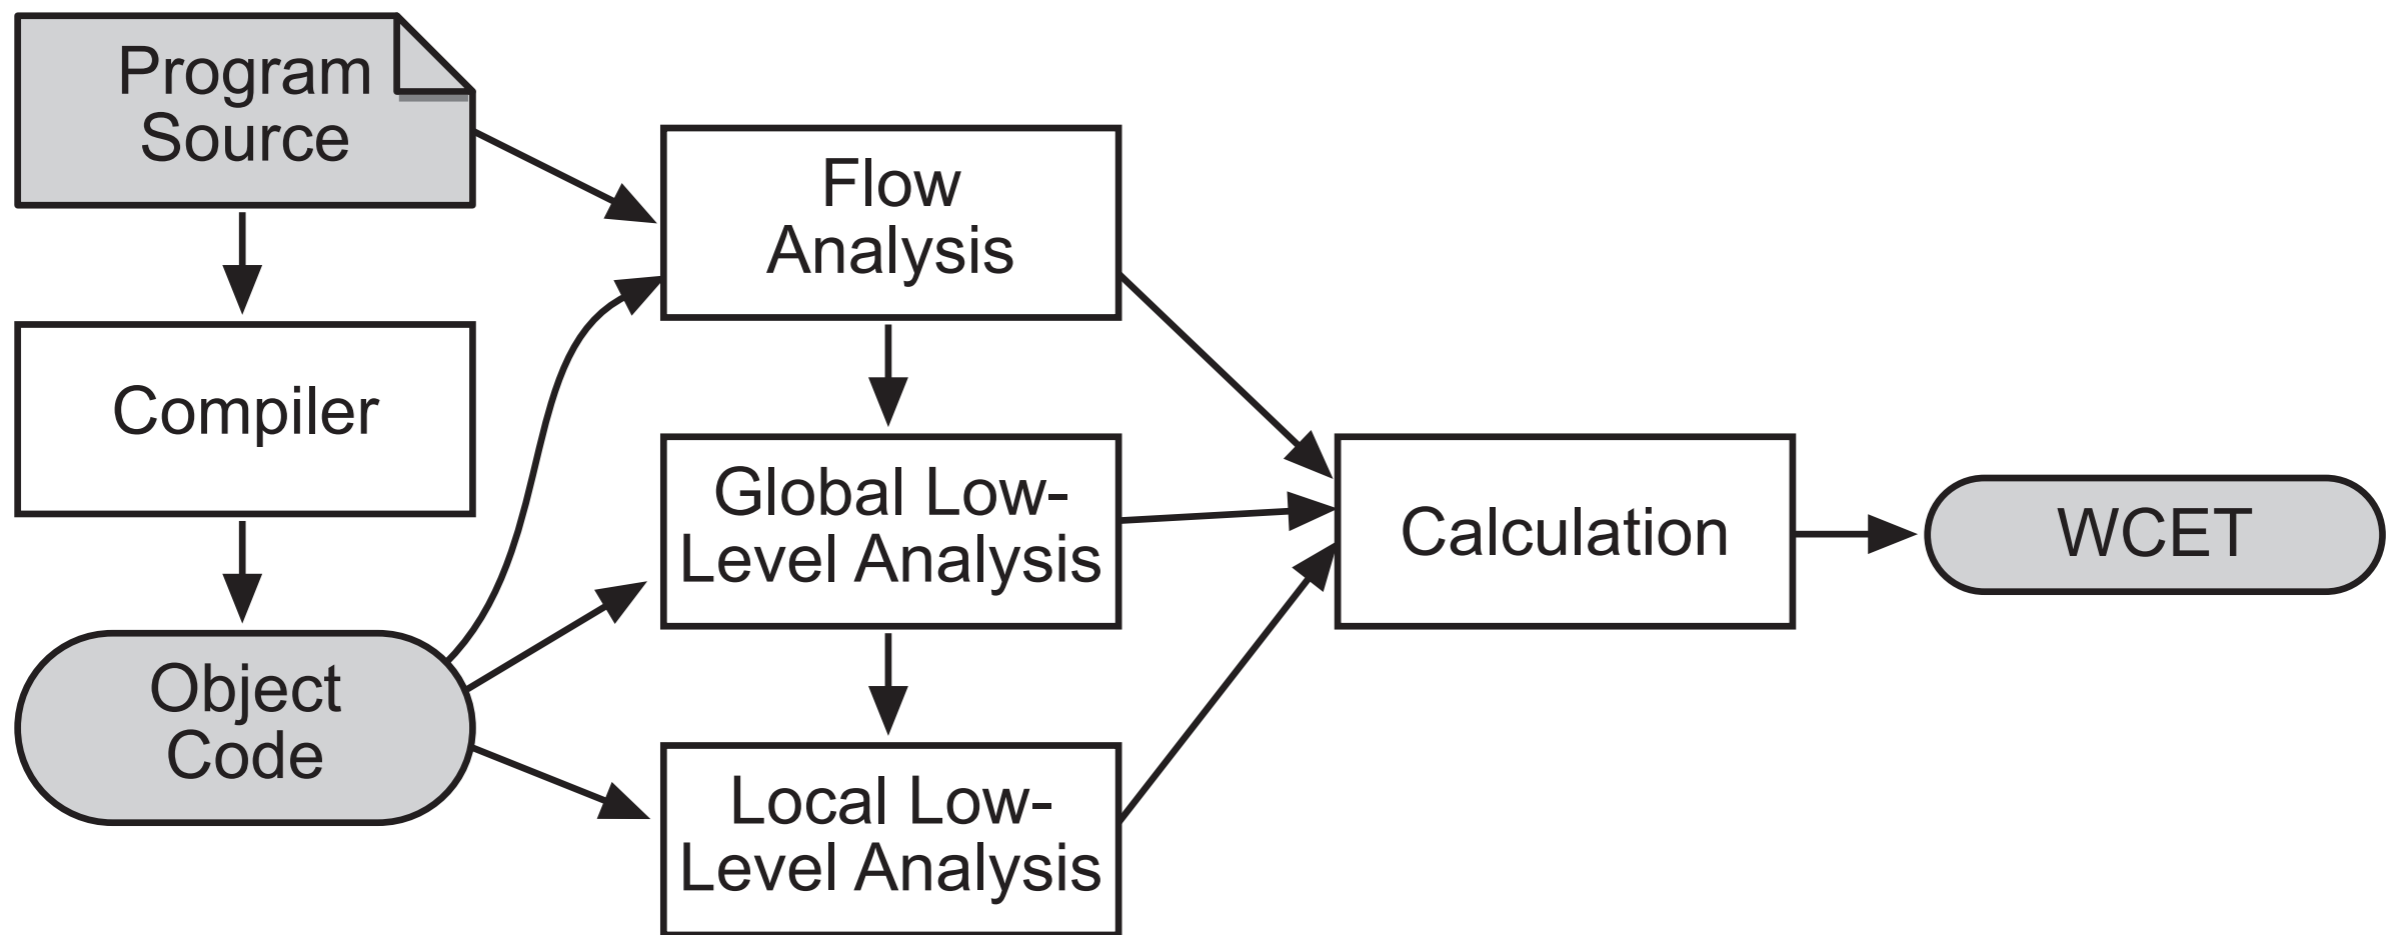 Program
Source
Flow
Analysis
Compiler
Global Low-
Level Analysis
Calculation
WCET
Object
Code
Local Low-
Level Analysis